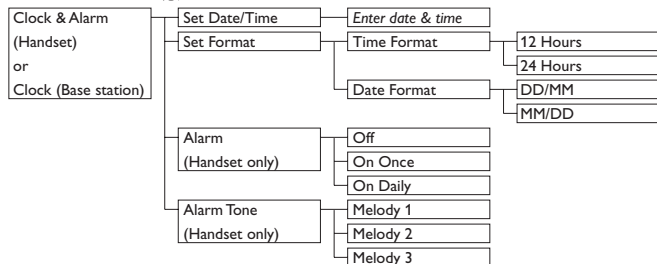 Clock & Alarm
(Handset)
or
Clock (Base station)
Set Date/Time
Enter date & time
Set Format
Time Format
12 Hours
24 Hours
Date Format
DD/MM
MM/DD
Alarm
(Handset only)
Off
On Once
On Daily
Alarm Tone
(Handset only)
Melody 1
Melody 2
Melody 3